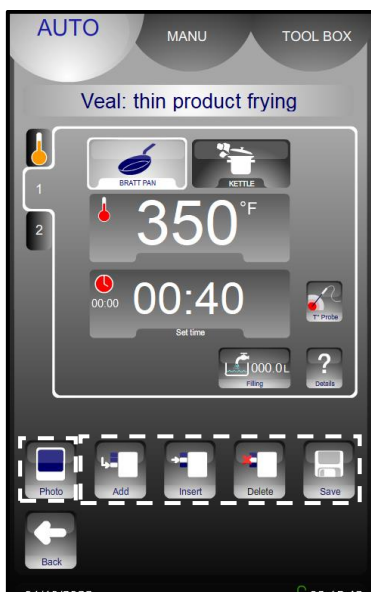 AUTO MANU TOOL BOX
Veal: thin product frying
BRATT PAN KETTLE
1
350°F
2
00:00 00:40
Set time
T° Probe
000.0L
Filling
?
Details
Photo Add Insert Delete Save
Back